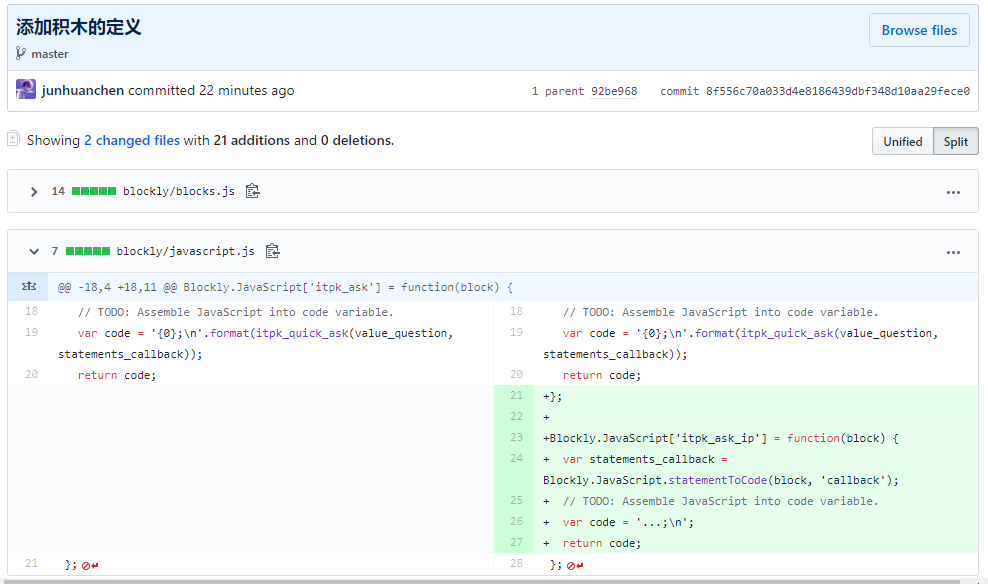 添加积木的定义
Browse files
master
junhuanchen committed 22 minutes ago
1 parent 92be968 commit 8f556c70a033d4e8186439dbf348d10aa29fece0
Showing 2 changed files with 21 additions and 0 deletions.
Unified Split
14 blockly/blocks.js
7 blockly/javascript.js
@@ -18,4 +18,11 @@ Blockly.JavaScript['itpk_ask'] = function(block) {
18 // TODO: Assemble JavaScript into code variable.
19 var code = '{0};\n'.format(itpk_quick_ask(value_question,
statements_callback));
20 return code;
21 };
18 // TODO: Assemble JavaScript into code variable.
19 var code = '{0};\n'.format(itpk_quick_ask(value_question,
statements_callback));
20 return code;
21 +};
22 +
23 +Blockly.JavaScript['itpk_ask_ip'] = function(block) {
24 + var statements_callback =
Blockly.JavaScript.statementToCode(block, 'callback');
25 + // TODO: Assemble JavaScript into code variable.
26 + var code = '...;\n';
27 + return code;
28 };